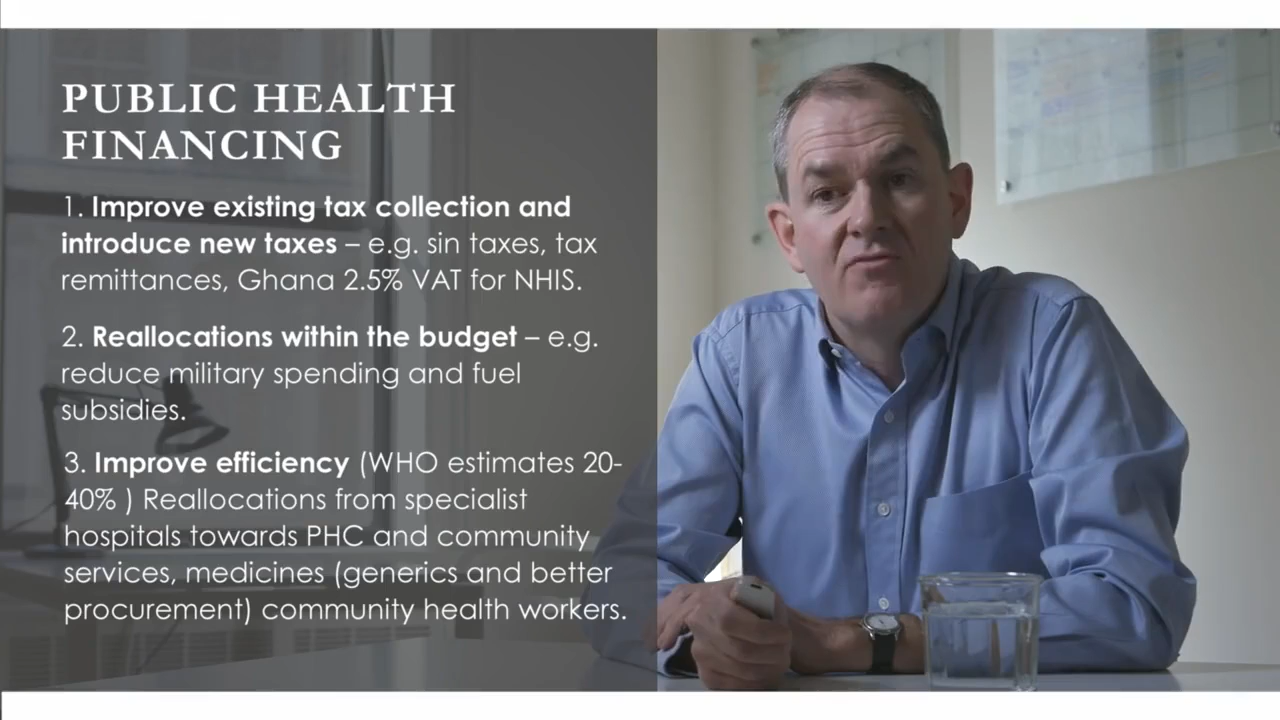 PUBLIC HEALTH
FINANCING
1. Improve existing tax collection and
introduce new taxes – e.g. sin taxes, tax
remittances, Ghana 2.5% VAT for NHIS.
2. Reallocations within the budget – e.g.
reduce military spending and fuel
subsidies.
3. Improve efficiency (WHO estimates 20-
40% ) Reallocations from specialist
hospitals towards PHC and community
services, medicines (generics and better
procurement) community health workers.